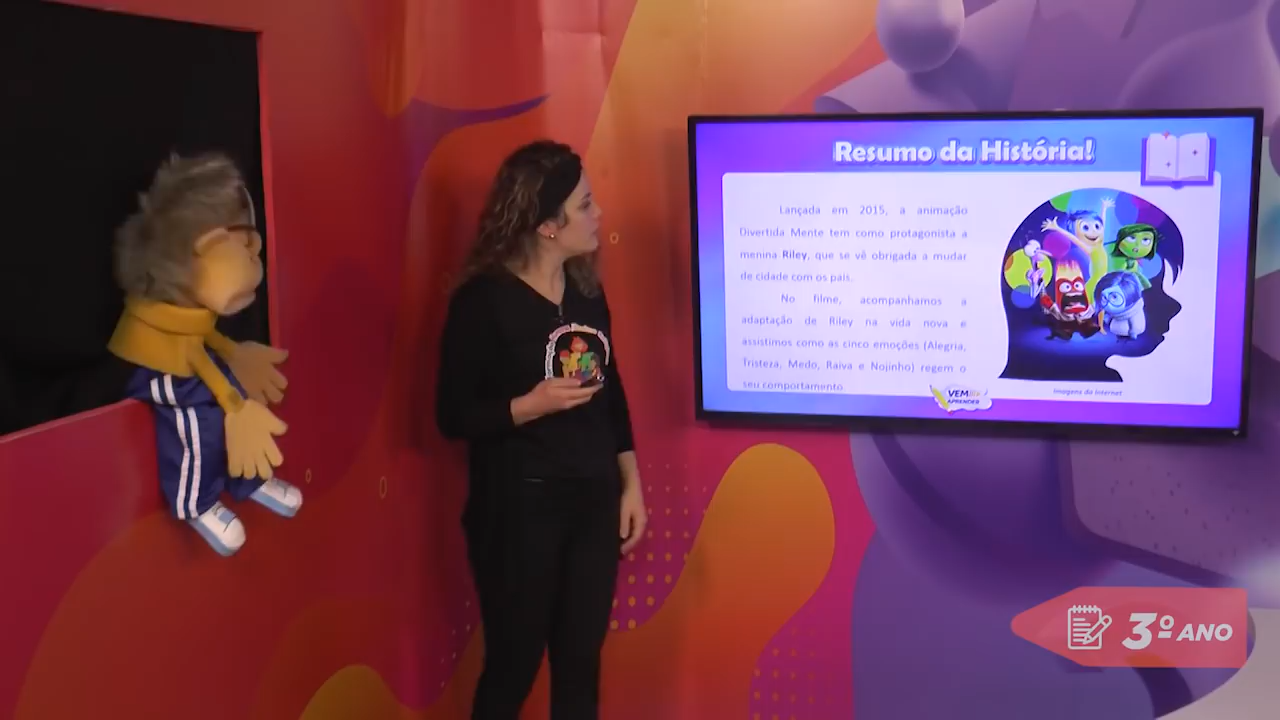 Resumo da História!
Lançada em 2015, a animação
Divertida Mente tem como protagonista a
menina Riley, que se vê obrigada a mudar
de cidade com os pais.
No filme, acompanhamos a
adaptação de Riley na vida nova e
assistimos como as cinco emoções (Alegria,
Tristeza, Medo, Raiva e Nojinho) regem o
seu comportamento.
VEM
APRENDER
Imagens da Internet
3º ANO